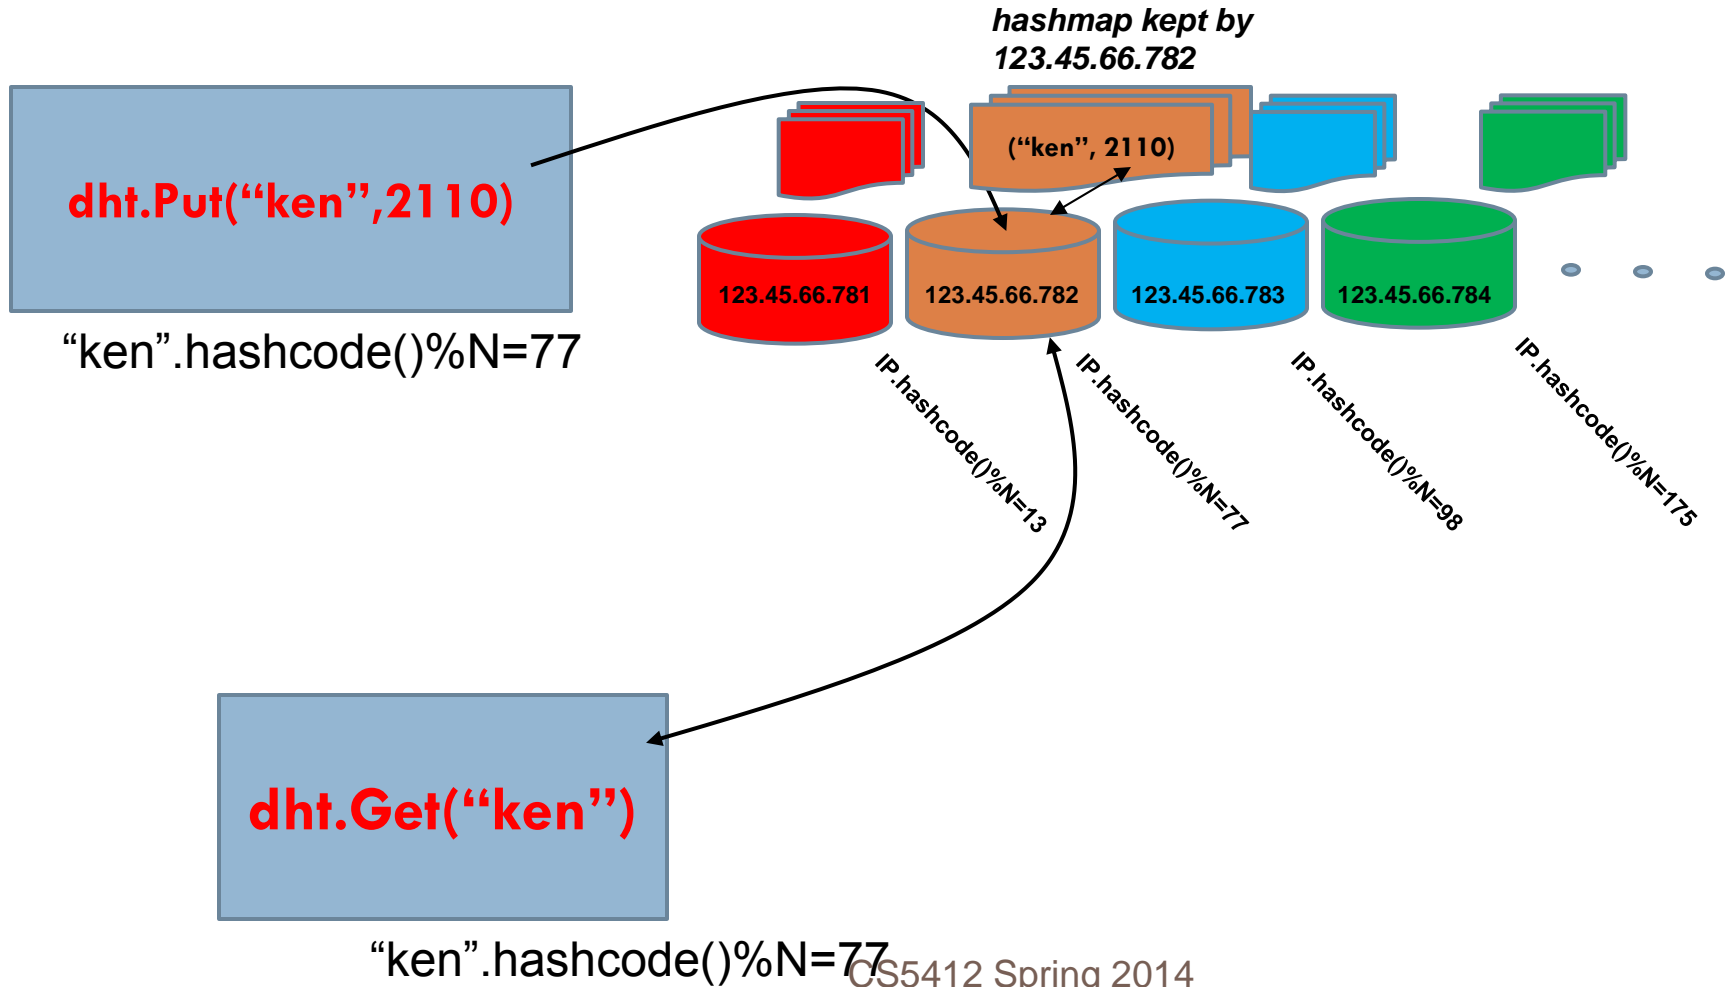 hashmap kept by
123.45.66.782
dht.Put(“ken”,2110)
(“ken”, 2110)
123.45.66.781
123.45.66.782
123.45.66.783
123.45.66.784
“ken”.hashcode()%N=77
IP.hashcode()%N=13
IP.hashcode()%N=77
IP.hashcode()%N=98
IP.hashcode()%N=175
dht.Get(“ken”)
“ken”.hashcode()%N=77
CS5412 Spring 2014